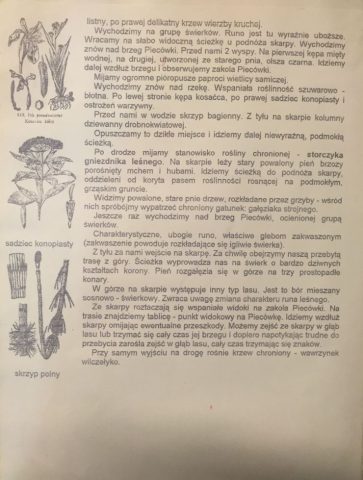 listny, po prawej delikatny krzew wierzby kruchej.
Wychodzimy na grupę świerków. Runo jest tu wyraźnie uboższe.
Wracamy na słabo widoczną ścieżkę u podnóża skarpy. Wychodzimy
znów nad brzeg Piecówki. Przed nami 2 wyspy. Na pierwszej kępa mięty
wodnej, na drugiej, utworzonej ze starego pnia, olsza czarna. Idziemy
dalej wzdłuż brzegu i obserwujemy zakola Piecówki.
Mijamy ogromne pióropusze paproci wietlicy samiczej.
Wychodzimy znów nad rzekę. Wspaniała roślinność szuwarowo -
błotna. Po lewej stronie kępa kosaćca, po prawej sadziec konopiasty i
ostrożeń warzywny.
Przed nami w wodzie skrzyp bagienny. Z tyłu na skarpie kolumny
dziewanny drobnokwiatowej.
Opuszczamy to dzikie miejsce i idziemy dalej niewyraźną, podmokłą
ścieżką.
Po drodze mijamy stanowisko rośliny chronionej - storczyka
gnieźdnika leśnego. Na skarpie leży stary powalony pień brzozy
porośnięty mchem i hubami. Idziemy ścieżką do podnóża skarpy,
oddzieleni od koryta pasem roślinności rosnącej na podmokłym,
grząskim gruncie.
Widzimy powalone, stare pnie drzew, rozkładane przez grzyby - wśród
nich spróbójmy wypatrzeć chroniony gatunek: gałęziaka strojnego.
Jeszcze raz wychodzimy nad brzeg Piecówki, ocienionej grupą
świerków.
Charakterystyczne, ubogie runo, właściwe glebom zakwaszonym
(zakwaszenie powoduje rozkładające się igliwie świerka).
Z tyłu za nami wejście na skarpę. Za chwilę obejrzymy naszą przebytą
trasę z góry. Ścieżka wyprowadza nas na świerk o bardzo dziwnych
kształtach korony. Pień rozgałęzia się w górze na trzy prostopadłe
konary.
W górze na skarpie występuje inny typ lasu. Jest to bór mieszany
sosnowo - świerkowy. Zwraca uwagę zmiana charakteru runa leśnego.
Ze skarpy roztaczają się wspaniałe widoki na zakola Piecówki. Na
trasie znajdziemy tablicę - punkt widokowy na Piecówkę. Idziemy wzdłuż
skarpy omijając ewentualne przeszkody. Możemy zejść ze skarpy w głąb
lasu lub trzymać się cały czas jej brzegu i dopiero napotykając trudne do
przebycia zarośla zejść w głąb lasu, cały czas trzymając się znaków.
Przy samym wyjściu na drogę rośnie krzew chroniony - wawrzynek
wilczełyko.
Kosaciec żółty
sadziec konopiasty
skrzyp polny